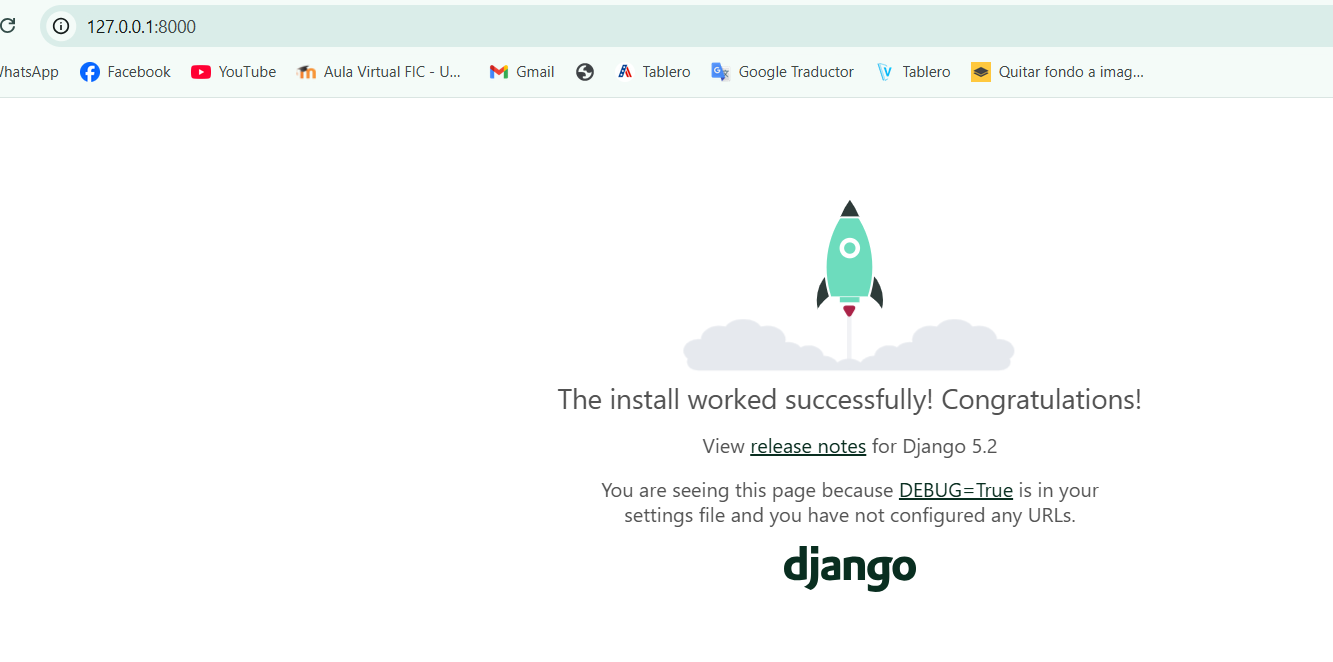 127.0.0.1:8000
WhatsApp Facebook YouTube Aula Virtual FIC - U... Gmail Tablero Google Traductor Tablero Quitar fondo a imag...
The install worked successfully! Congratulations!
View release notes for Django 5.2
You are seeing this page because DEBUG=True is in your
settings file and you have not configured any URLs.
django